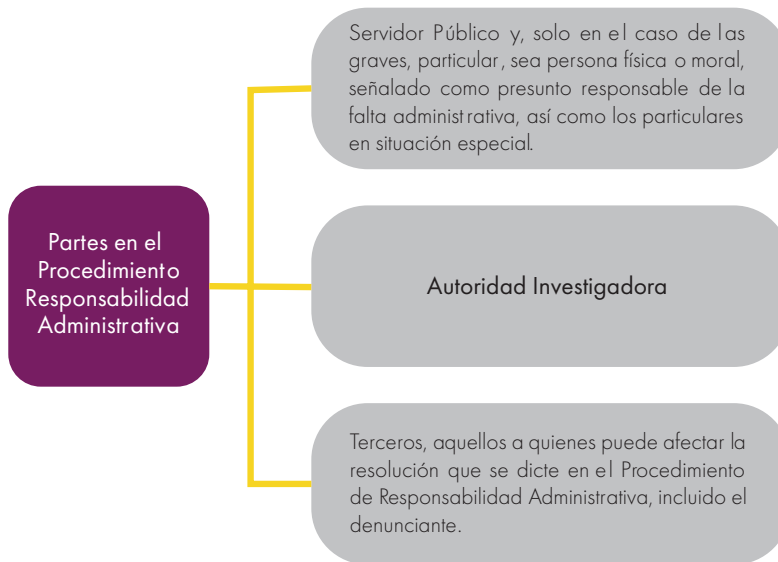 Servidor Público y, solo en el caso de las
graves, particular, sea persona física o moral,
señalado como presunto responsable de la
falta administrativa, así como los particulares
en situación especial.
Partes en el
Procedimiento
Responsabilidad
Administrativa
Autoridad Investigadora
Terceros, aquellos a quienes puede afectar la
resolución que se dicte en el Procedimiento
de Responsabilidad Administrativa, incluido el
denunciante.